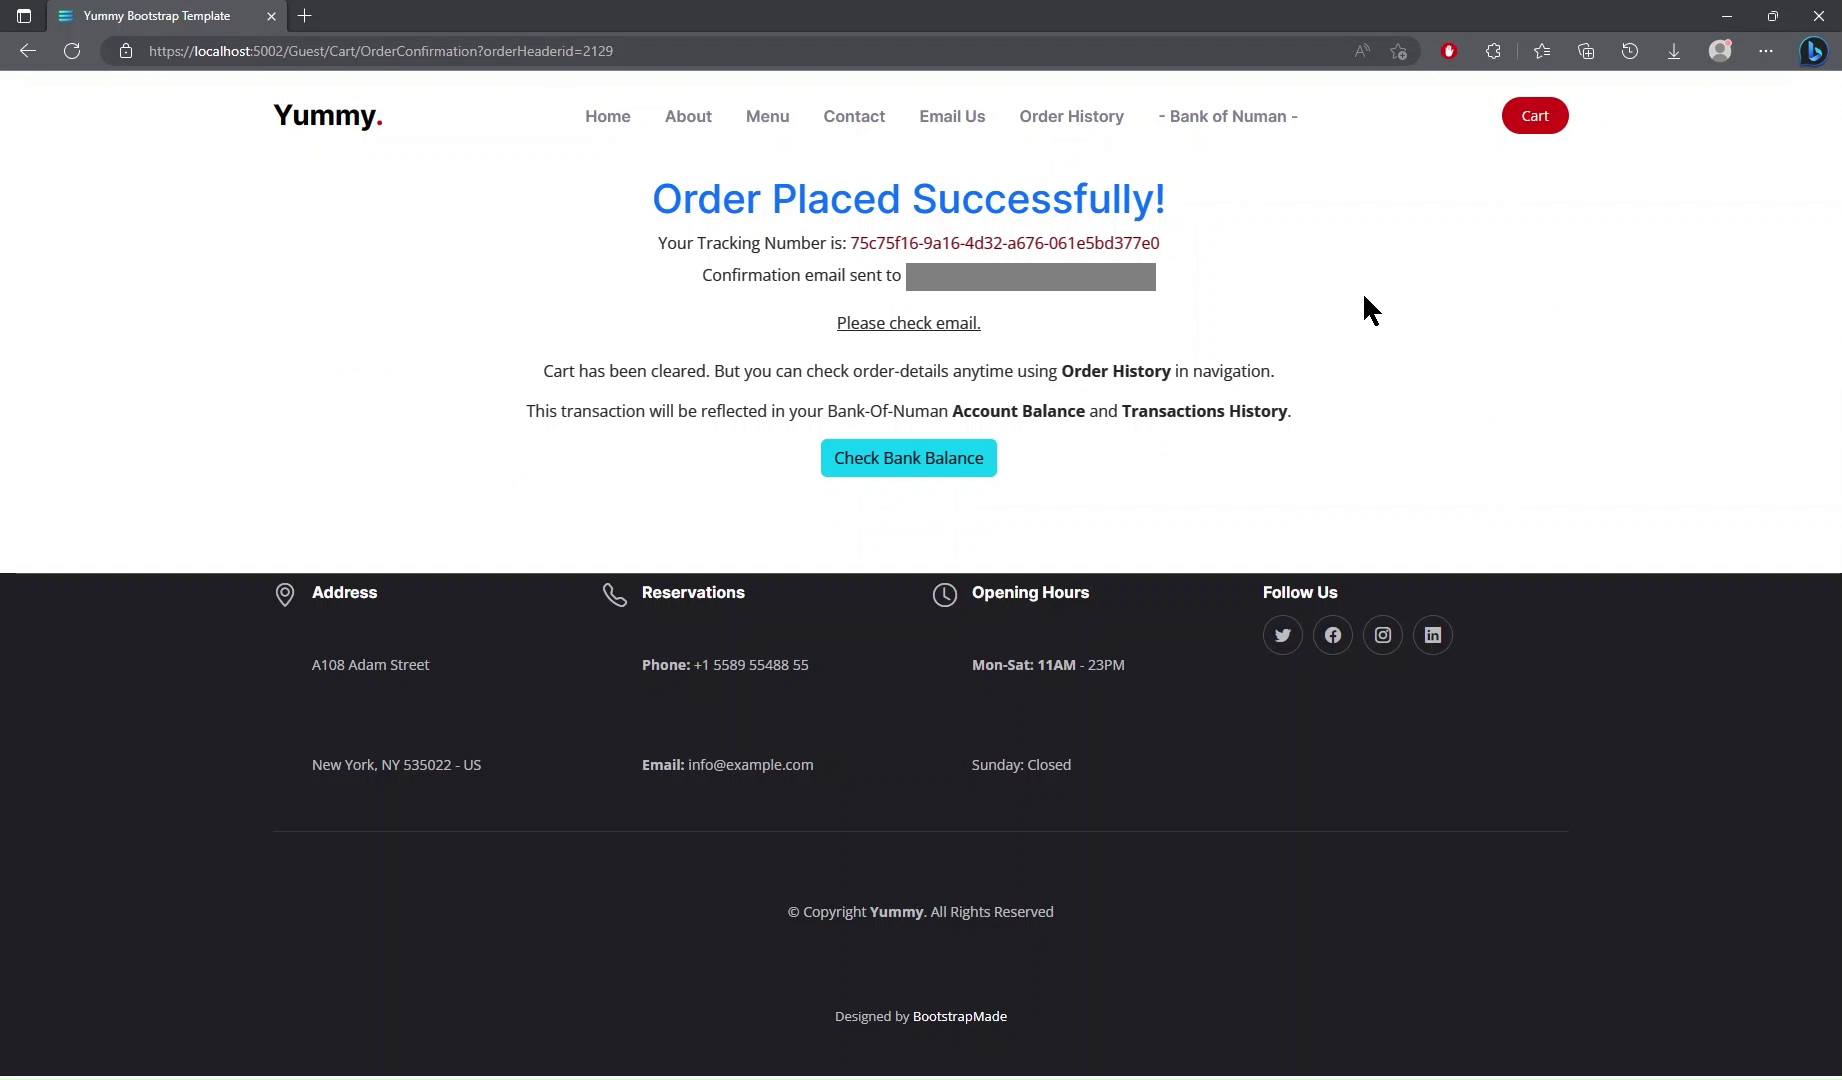 Yummy Bootstrap Template
https://localhost:5002/Guest/Cart/OrderConfirmation?orderHeaderid=2129
Yummy.
Home
About
Menu
Contact
Email Us
Order History
- Bank of Numan -
Cart
Order Placed Successfully!
Your Tracking Number is: 75c75f16-9a16-4d32-a676-061e5bd377e0
Confirmation email sent to
Please check email.
Cart has been cleared. But you can check order-details anytime using Order History in navigation.
This transaction will be reflected in your Bank-Of-Numan Account Balance and Transactions History.
Check Bank Balance
Address
A108 Adam Street
New York, NY 535022 - US
Reservations
Phone: +1 5589 55488 55
Email: info@example.com
Opening Hours
Mon-Sat: 11AM - 23PM
Sunday: Closed
Follow Us
© Copyright Yummy. All Rights Reserved
Designed by BootstrapMade